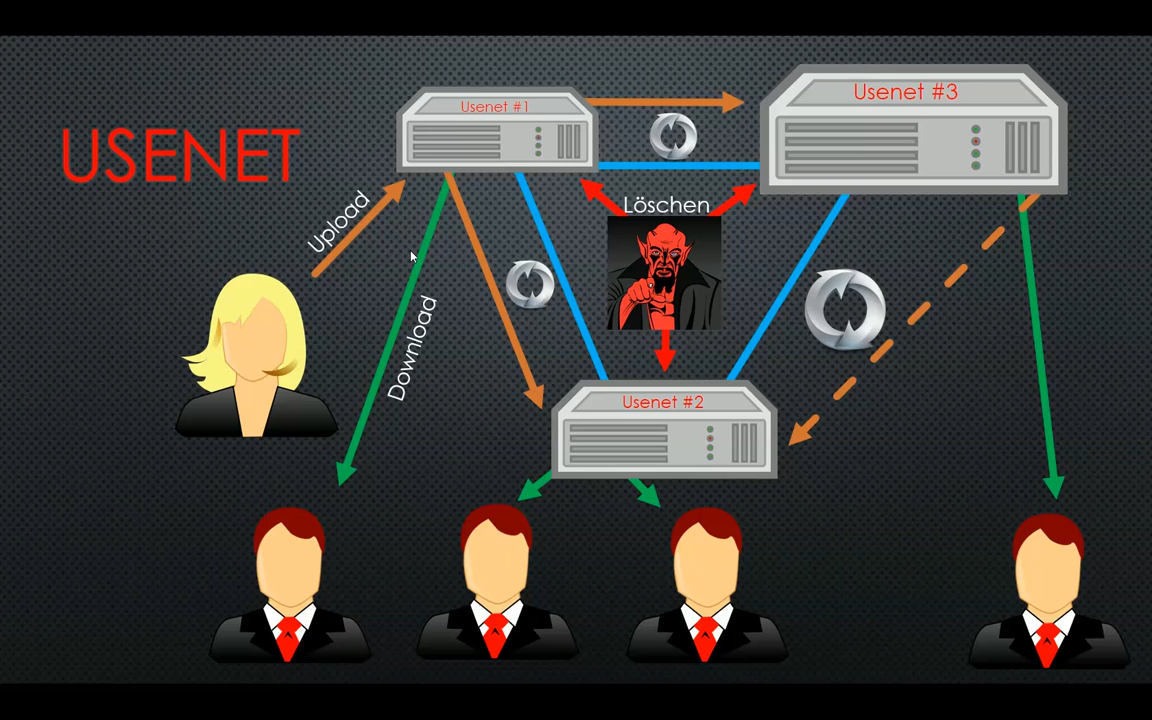 USENET
Usenet #1
Usenet #3
Upload
Löschen
Download
Usenet #2